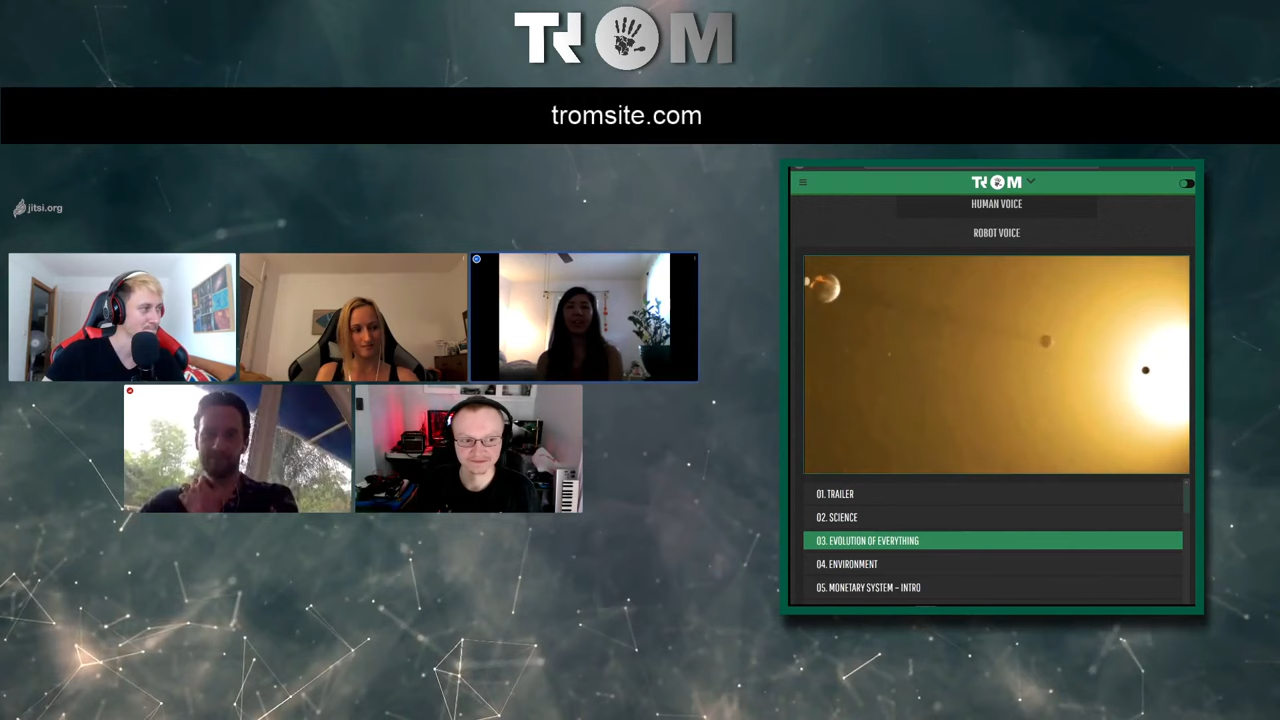 TROM
tromsite.com
jitsi.org
TROM
HUMAN VOICE
ROBOT VOICE
01. TRAILER
02. SCIENCE
03. EVOLUTION OF EVERYTHING
04. ENVIRONMENT
05. MONETARY SYSTEM – INTRO